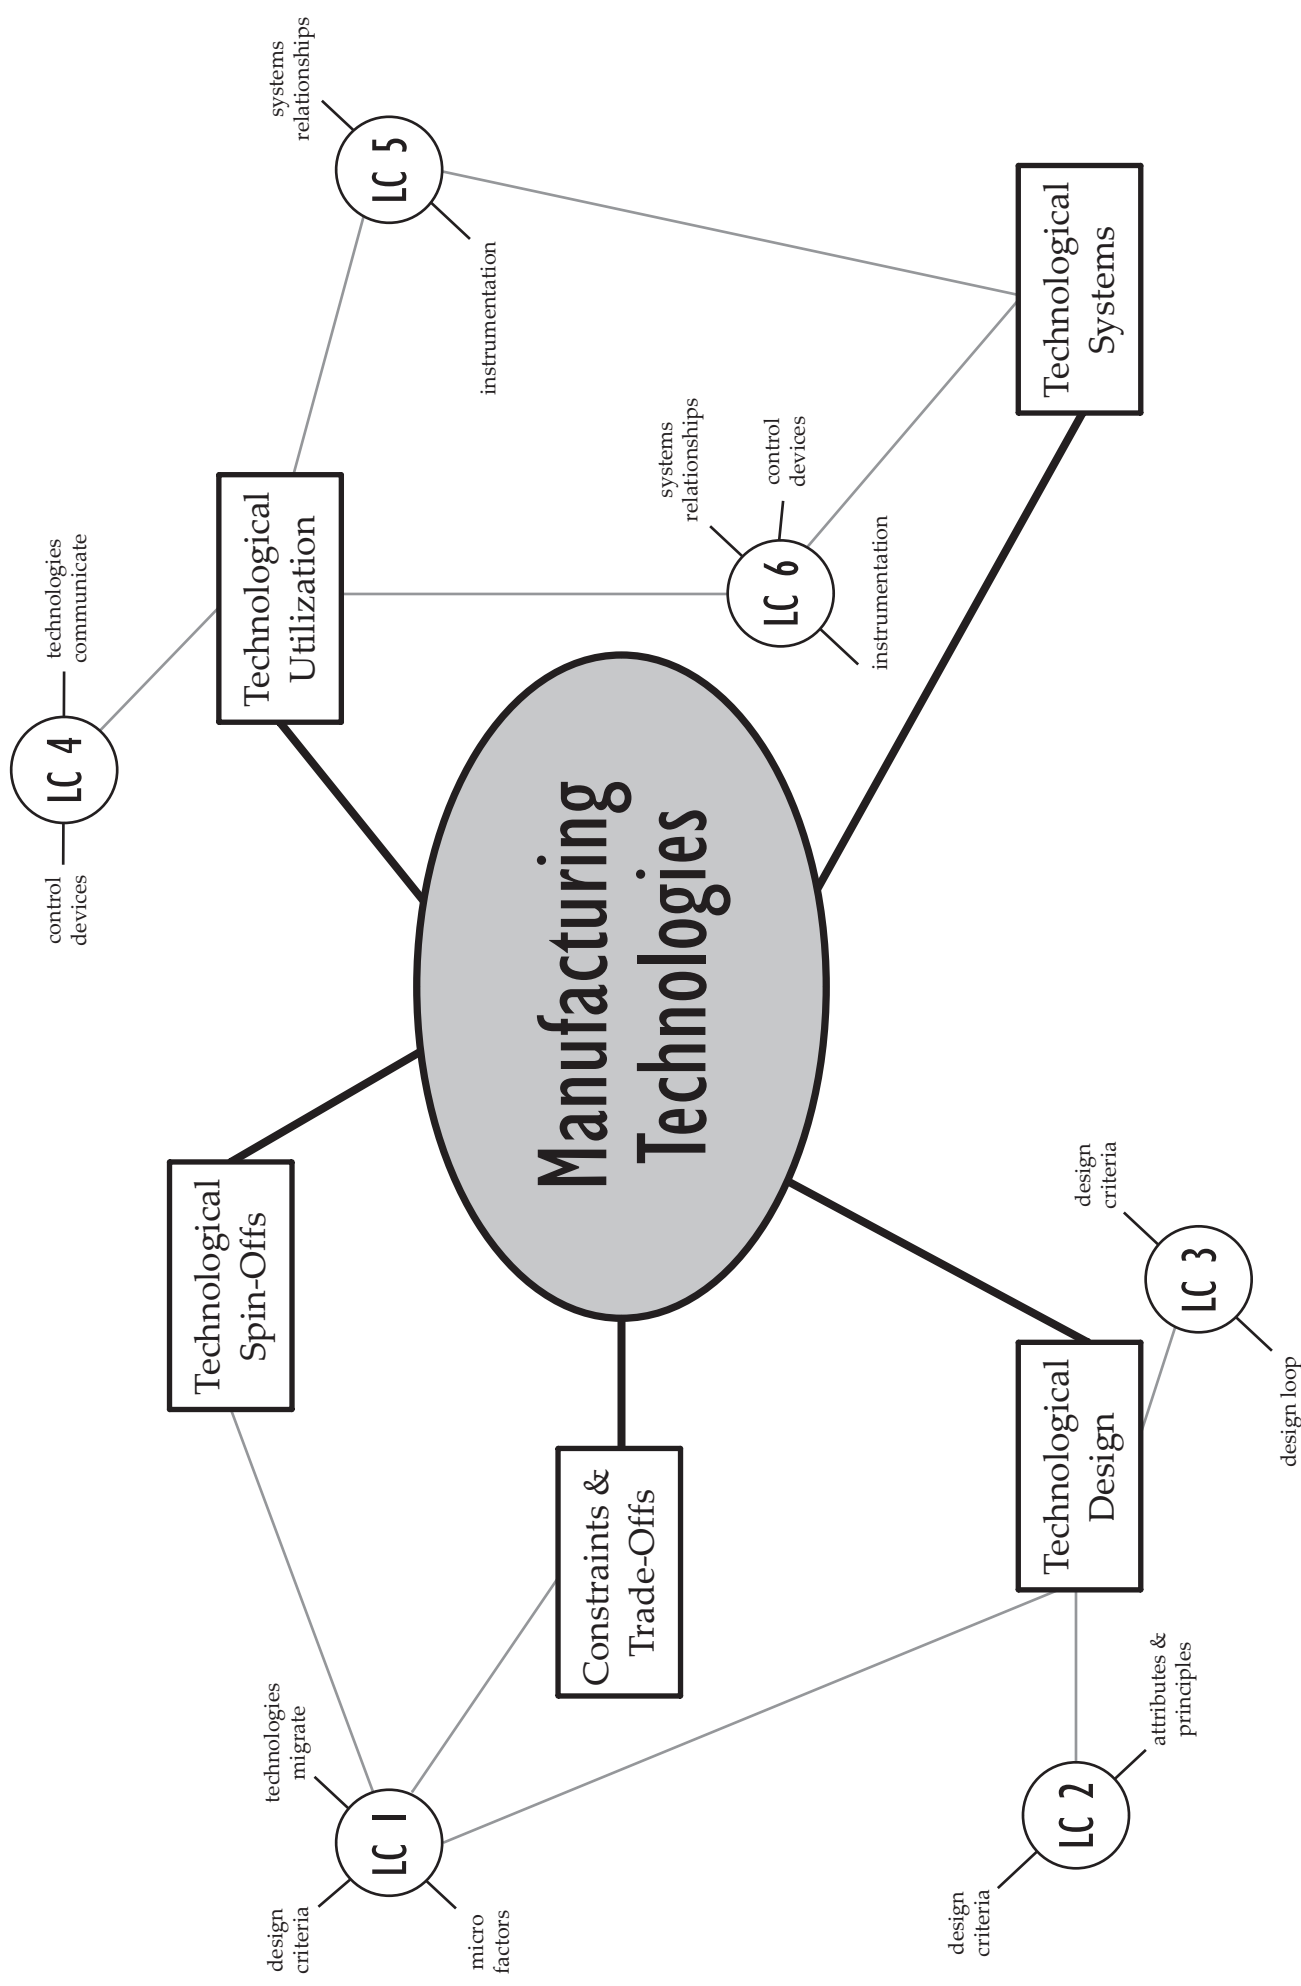 control
devices
LC 4
technologies
communicate
systems
relationships
LC 5
instrumentation
Technological
Utilization
Technological
Spin-Offs
technologies
migrate
design
criteria
LC 1
micro
factors
Manufacturing
Technologies
Constraints &
Trade-Offs
systems
relationships
control
devices
LC 6
instrumentation
Technological
Systems
Technological
Design
design
criteria
LC 2
attributes &
principles
design
criteria
LC 3
design loop